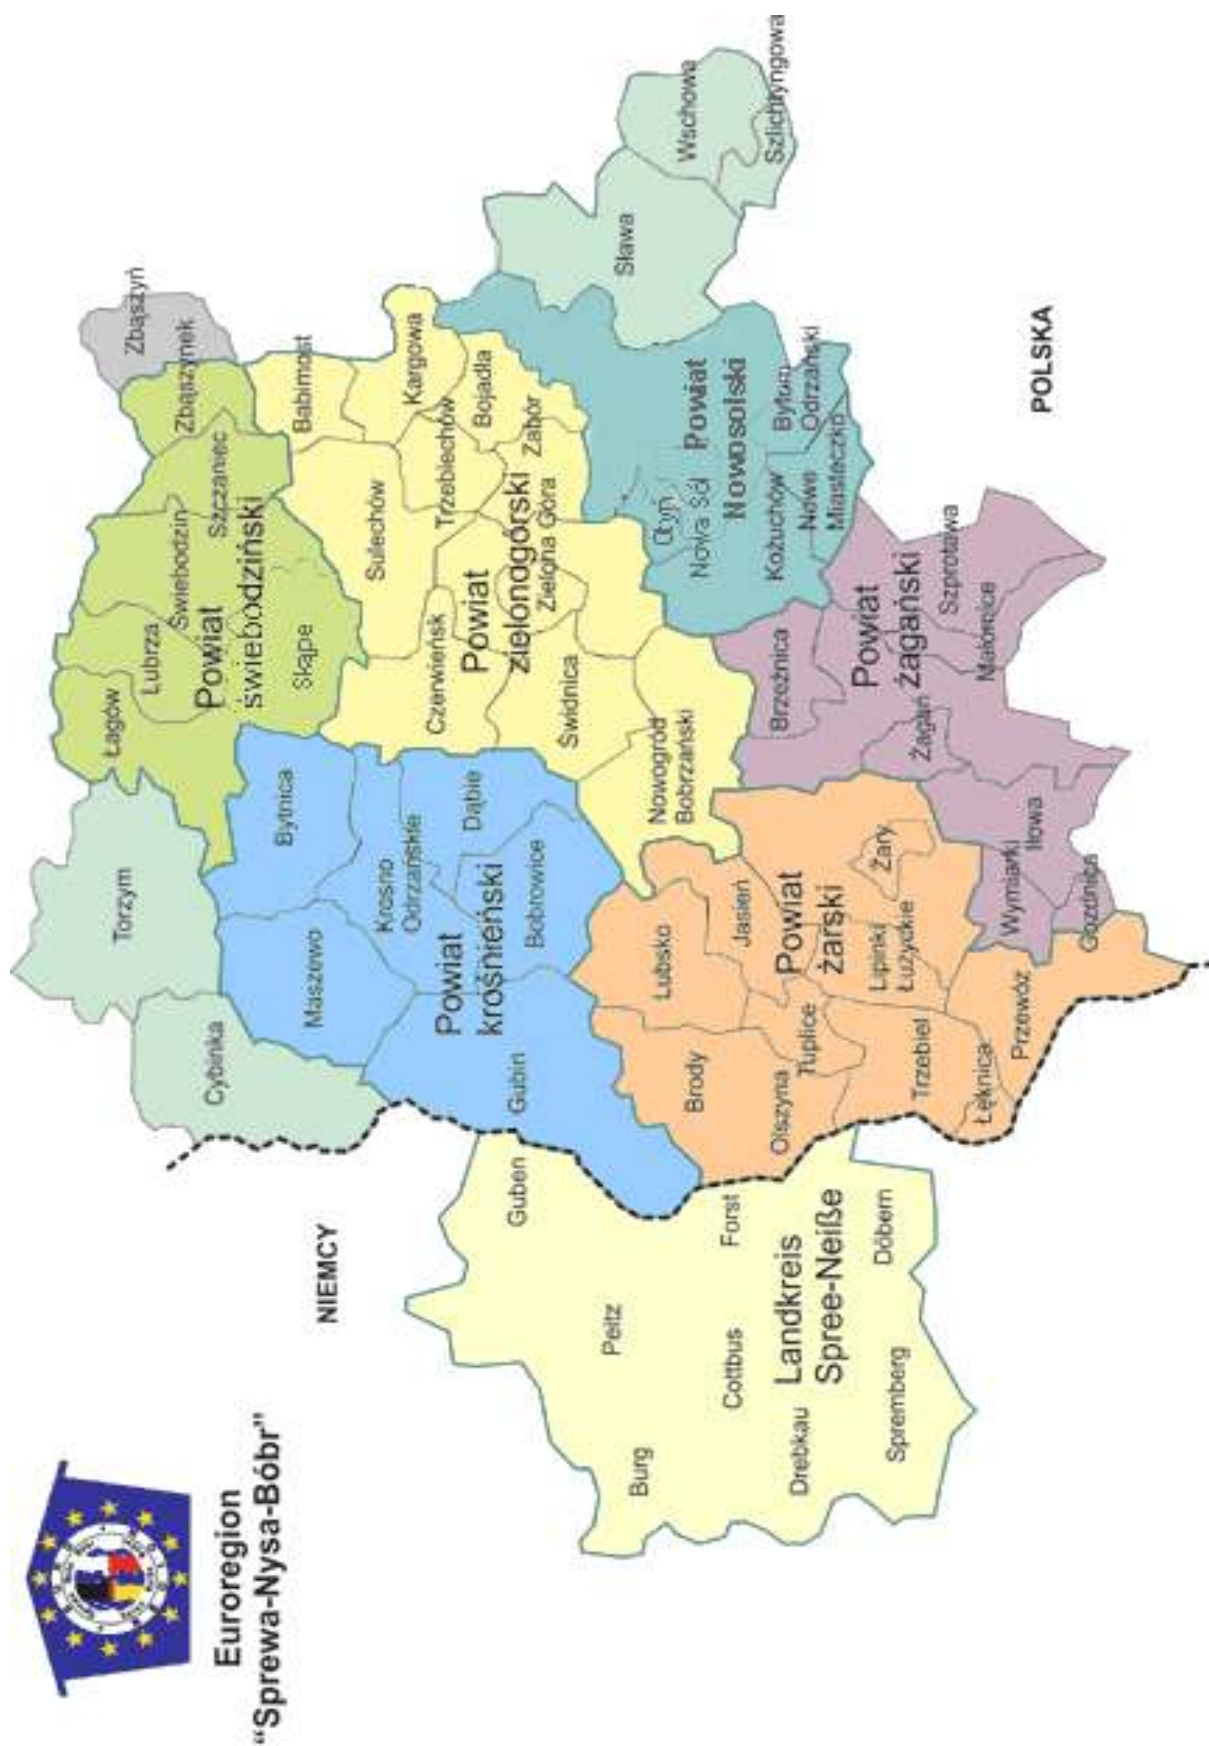 Euroregion
“Sprewa-Nysa-Bóbr”
NIEMCY
POLSKA
Torzym
Cybinka
Łagów
Lubrza
Świebodzin
Szczaniec
Zbąszynek
Zbąszyń
Powiat
świebodziński
Skąpe
Bytnica
Maszewo
Krosno
Odrzańskie
Dąbie
Powiat
krośnieński
Bobrowice
Gubin
Babimost
Kargowa
Sulechów
Trzebiechów
Bojadła
Czerwieńsk
Powiat
zielonogórski
Zabór
Zielona Góra
Świdnica
Nowogród
Bobrzański
Sława
Wschowa
Szlichtyngowa
Otyń
Nowa Sól
Powiat
Nowosolski
Kożuchów
Bytom
Odrzański
Nowe
Miasteczko
Brzeźnica
Powiat
żagański
Szprotawa
Małomice
Żagań
Iłowa
Wymiarki
Gozdnica
Lubsko
Jasień
Brody
Powiat
żarski
Żary
Tuplice
Olszyna
Lipinki
Łużyckie
Trzebiel
Łęknica
Przewóz
Guben
Peitz
Burg
Forst
Cottbus
Landkreis
Spree-Neiße
Drebkau
Döbern
Spremberg